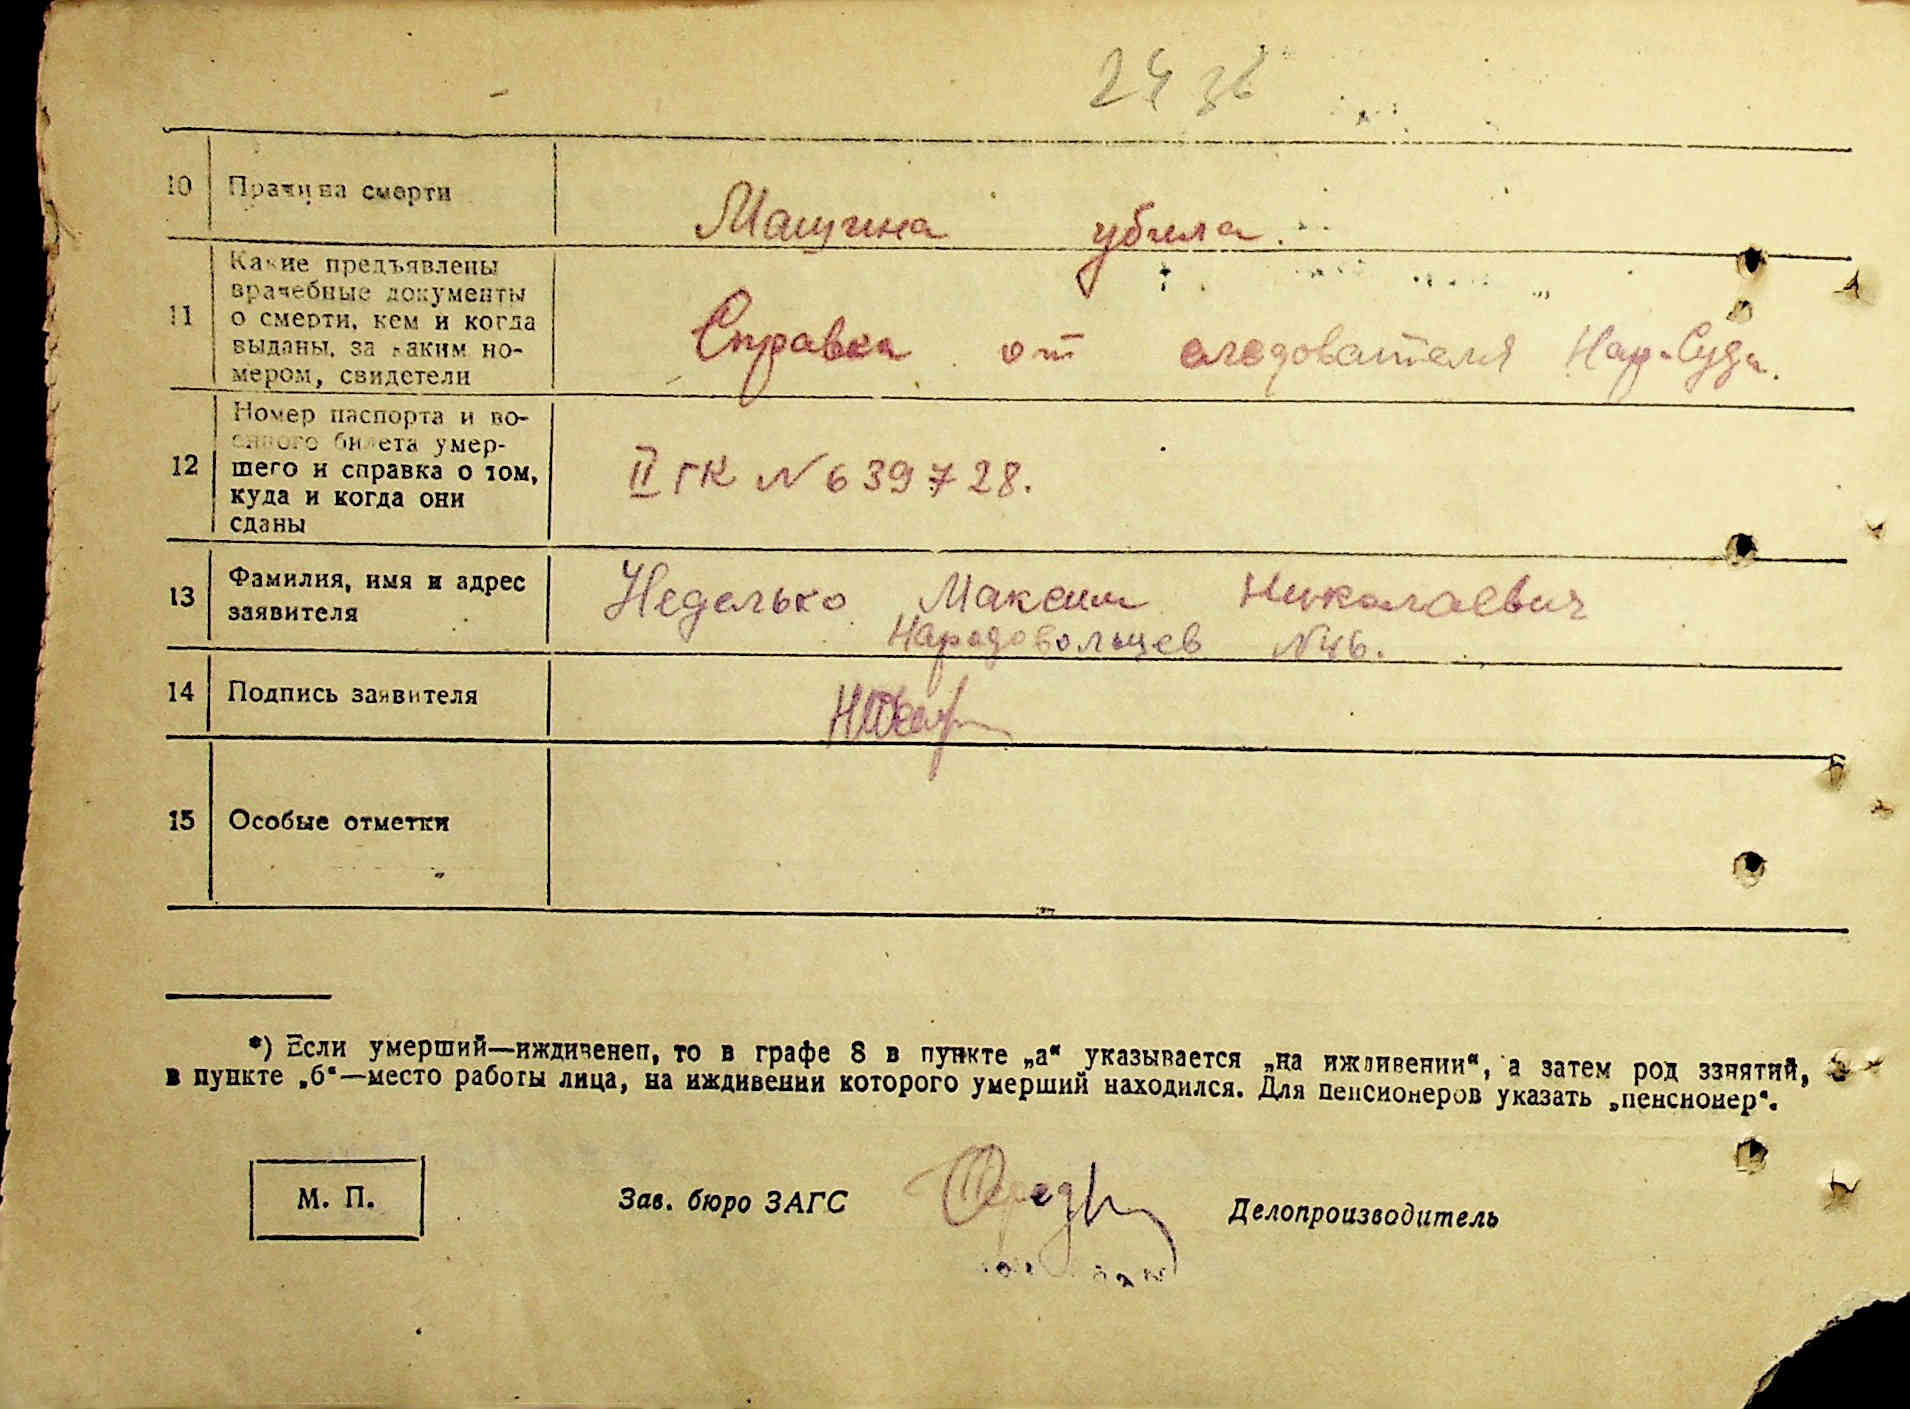 24 36
10 Причина смерти Машина убила.
11 Какие предъявлены
врачебные документы
о смерти, кем и когда
выданы, за каким но-
мером, свидетели
Справка от следователя Нар. Суда.
12 Номер паспорта и во-
енного билета умер-
шего и справка о том,
куда и когда они
сданы
II ГК N 639728.
13 Фамилия, имя и адрес
заявителя
Неделько Максим Николаевич
Народовольцев N46.
14 Подпись заявителя
15 Особые отметки
*) Если умерший—иждивенец, то в графе 8 в пункте „а“ указывается „на иждивении“, а затем род занятий,
в пункте „б“—место работы лица, на иждивении которого умерший находился. Для пенсионеров указать „пенсионер“.
М. П. Зав. бюро ЗАГС Делопроизводитель